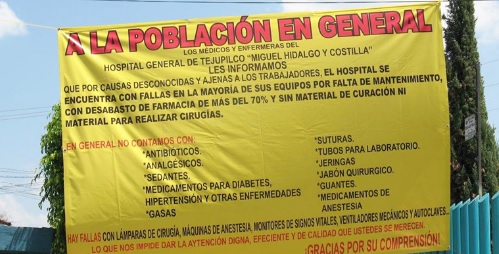 A LA POBLACIÓN EN GENERAL
LOS MÉDICOS Y ENFERMERAS DEL
HOSPITAL GENERAL DE TEJUPILCO "MIGUEL HIDALGO Y COSTILLA"
LES INFORMAMOS
QUE POR CAUSAS DESCONOCIDAS Y AJENAS A LOS TRABAJADORES, EL HOSPITAL SE
ENCUENTRA CON FALLAS EN LA MAYORÍA DE SUS EQUIPOS POR FALTA DE MANTENIMIENTO,
CON DESABASTO DE FARMACIA DE MÁS DEL 70% Y SIN MATERIAL DE CURACIÓN NI
MATERIAL PARA REALIZAR CIRUGÍAS.
EN GENERAL NO CONTAMOS CON:
*ANTIBIÓTICOS.
*ANALGÉSICOS.
*SEDANTES.
*MEDICAMENTOS PARA DIABETES,
HIPERTENSIÓN Y OTRAS ENFERMEDADES
*GASAS
*SUTURAS.
*TUBOS PARA LABORATORIO.
*JERINGAS
*JABÓN QUIRURGICO.
*GUANTES.
*MEDICAMENTOS DE
ANESTESIA
HAY FALLAS CON LÁMPARAS DE CIRUGÍA, MÁQUINAS DE ANESTESIA, MONITORES DE SIGNOS VITALES, VENTILADORES MECÁNICOS Y AUTOCLAVES...
LO QUE NOS IMPIDE DAR LA AYTENCIÓN DIGNA, EFECIENTE Y DE CALIDAD QUE USTEDES SE MERECEN.
¡GRACIAS POR SU COMPRENSIÓN!